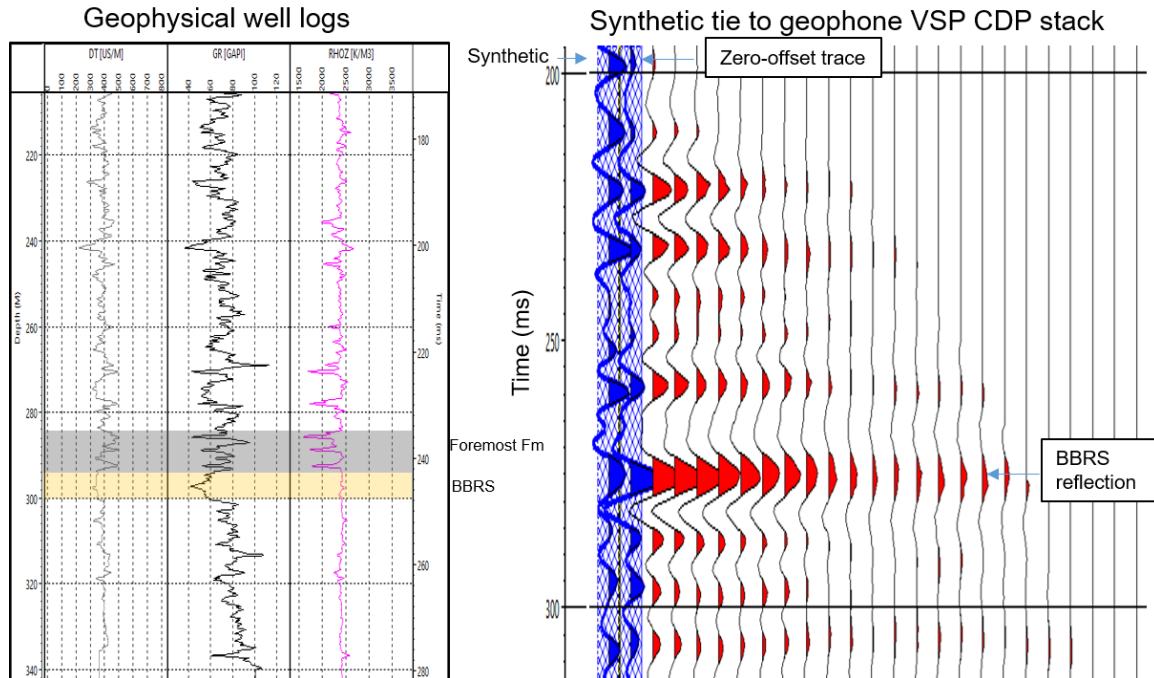 Geophysical well logs
Synthetic tie to geophone VSP CDP stack
DT [US/M]
GR [GAPI]
RHOZ [K/M3]
0
100
200
300
400
500
600
700
800
40
60
80
100
120
1500
2000
2500
3000
3500
Synthetic
Zero-offset trace
Depth (M)
220
240
260
280
300
320
340
Time (ms)
180
200
220
240
260
280
Foremost Fm
BBRS
Time (ms)
200
250
300
BBRS
reflection